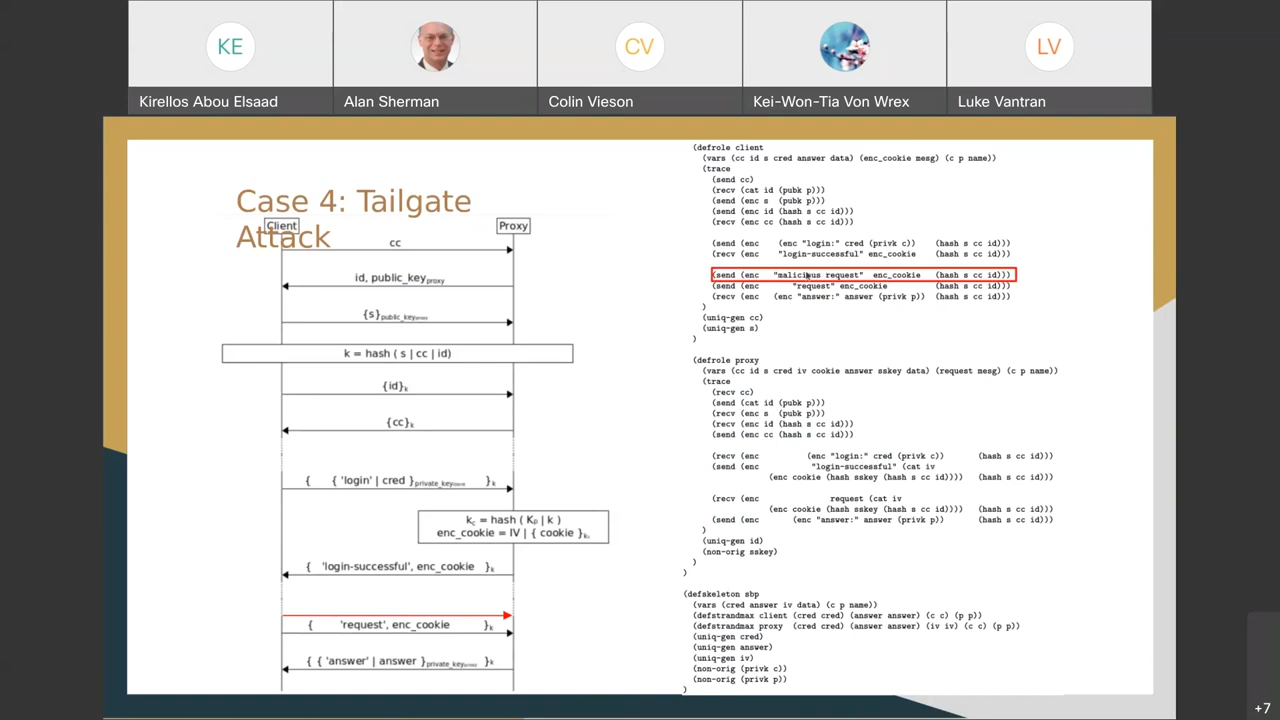 KE
CV
LV
Kirellos Abou Elsaad
Alan Sherman
Colin Vieson
Kei-Won-Tia Von Wrex
Luke Vantran
Case 4: Tailgate
Attack
Client
Proxy
cc
id, public_keyproxy
{s}public_keyproxy
k = hash ( s | cc | id)
{id}k
{cc}k
{ { 'login' | cred }private_keyclient }k
kc = hash ( Kp | k )
enc_cookie = IV | { cookie }kc
{ 'login-successful', enc_cookie }k
{ 'request', enc_cookie }k
{ { 'answer' | answer }private_keyproxy }k
(defrole client
(vars (cc id s cred answer data) (enc_cookie mesg) (c p name))
(trace
(send cc)
(recv (cat id (pubk p)))
(send (enc s (pubk p)))
(send (enc id (hash s cc id)))
(recv (enc cc (hash s cc id)))
(send (enc (enc "login:" cred (privk c)) (hash s cc id)))
(recv (enc "login-successful" enc_cookie (hash s cc id)))
(send (enc "malicious request" enc_cookie (hash s cc id)))
(send (enc "request" enc_cookie (hash s cc id)))
(recv (enc (enc "answer:" answer (privk p)) (hash s cc id)))
)
(uniq-gen cc)
(uniq-gen s)
)
(defrole proxy
(vars (cc id s cred iv cookie answer sskey data) (request mesg) (c p name))
(trace
(recv cc)
(send (cat id (pubk p)))
(recv (enc s (pubk p)))
(recv (enc id (hash s cc id)))
(send (enc cc (hash s cc id)))
(recv (enc (enc "login:" cred (privk c)) (hash s cc id)))
(send (enc "login-successful" (cat iv
(enc cookie (hash sskey (hash s cc id)))) (hash s cc id)))
(recv (enc request (cat iv
(enc cookie (hash sskey (hash s cc id)))) (hash s cc id)))
(send (enc (enc "answer:" answer (privk p)) (hash s cc id)))
)
(uniq-gen id)
(non-orig sskey)
)
)
(defskeleton sbp
(vars (cred answer iv data) (c p name))
(defstrandmax client (cred cred) (answer answer) (c c) (p p))
(defstrandmax proxy (cred cred) (answer answer) (iv iv) (c c) (p p))
(uniq-gen cred)
(uniq-gen answer)
(uniq-gen iv)
(non-orig (privk c))
(non-orig (privk p))
)
+7